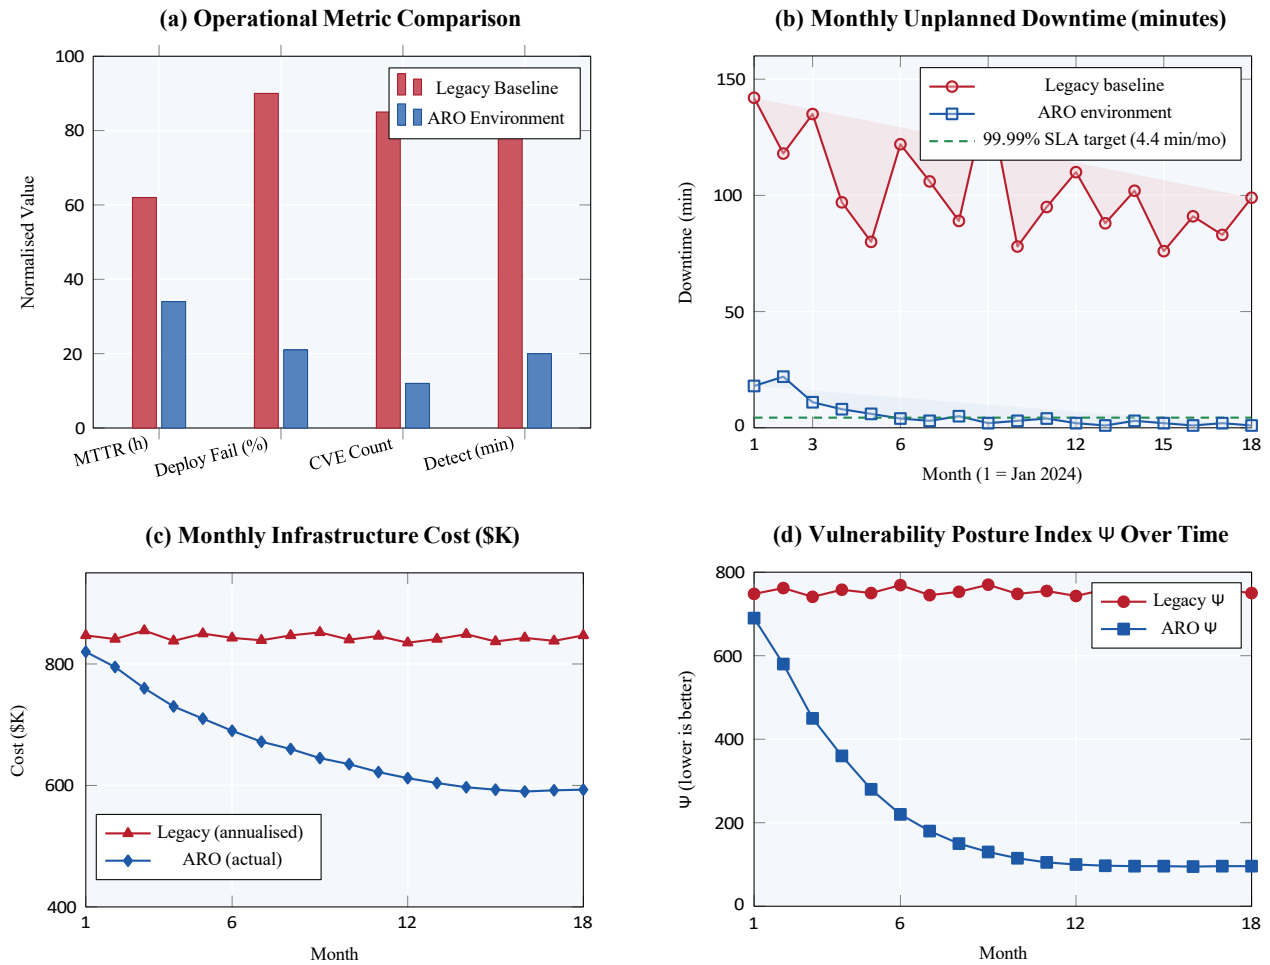 (a) Operational Metric Comparison
100
80
60
40
20
0
Normalised Value
Legacy Baseline
ARO Environment
MTTR (h)
Deploy Fail (%)
CVE Count
Detect (min)
(b) Monthly Unplanned Downtime (minutes)
150
100
50
0
Downtime (min)
Legacy baseline
ARO environment
99.99% SLA target (4.4 min/mo)
1 3 6 9 12 15 18
Month (1 = Jan 2024)
(c) Monthly Infrastructure Cost ($K)
800
600
400
Cost ($K)
Legacy (annualised)
ARO (actual)
1 6 12 18
Month
(d) Vulnerability Posture Index Ψ Over Time
800
600
400
200
0
Ψ (lower is better)
Legacy Ψ
ARO Ψ
1 6 12 18
Month